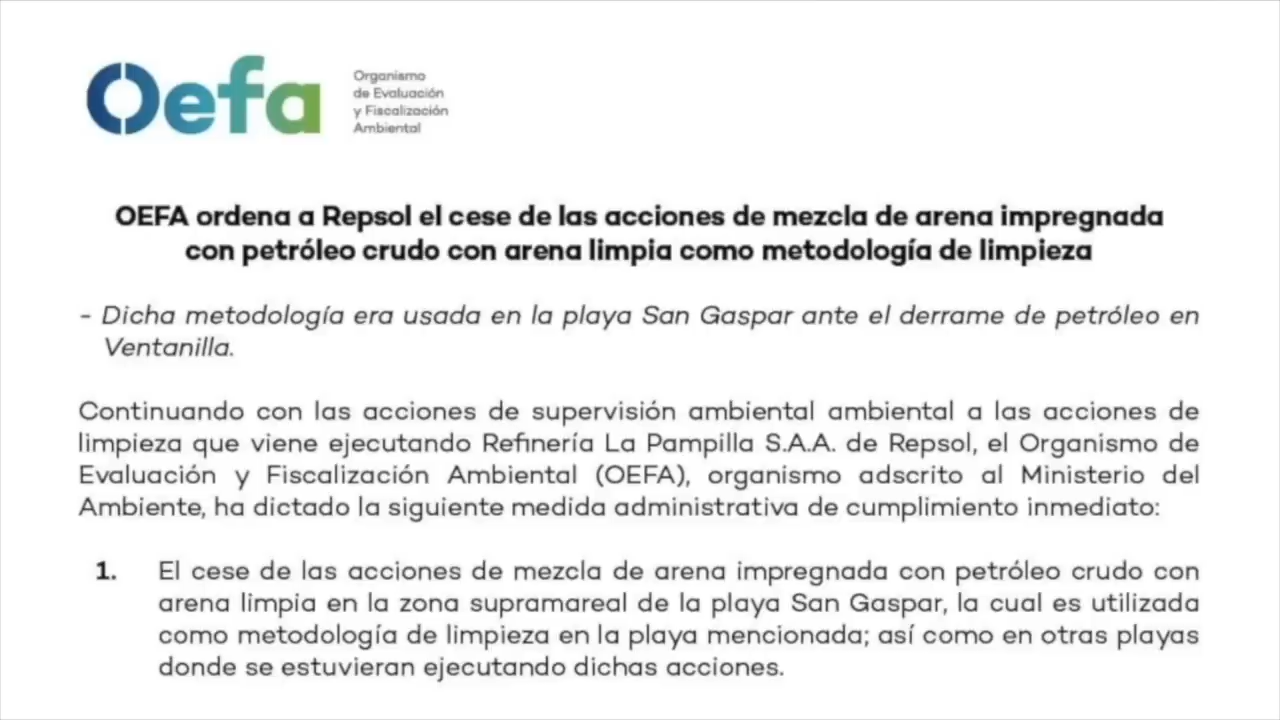 Oefa
Organismo
de Evaluación
y Fiscalización
Ambiental
OEFA ordena a Repsol el cese de las acciones de mezcla de arena impregnada
con petróleo crudo con arena limpia como metodología de limpieza
- Dicha metodología era usada en la playa San Gaspar ante el derrame de petróleo en
Ventanilla.
Continuando con las acciones de supervisión ambiental ambiental a las acciones de
limpieza que viene ejecutando Refinería La Pampilla S.A.A. de Repsol, el Organismo de
Evaluación y Fiscalización Ambiental (OEFA), organismo adscrito al Ministerio del
Ambiente, ha dictado la siguiente medida administrativa de cumplimiento inmediato:
1. El cese de las acciones de mezcla de arena impregnada con petróleo crudo con
arena limpia en la zona supramareal de la playa San Gaspar, la cual es utilizada
como metodología de limpieza en la playa mencionada; así como en otras playas
donde se estuvieran ejecutando dichas acciones.